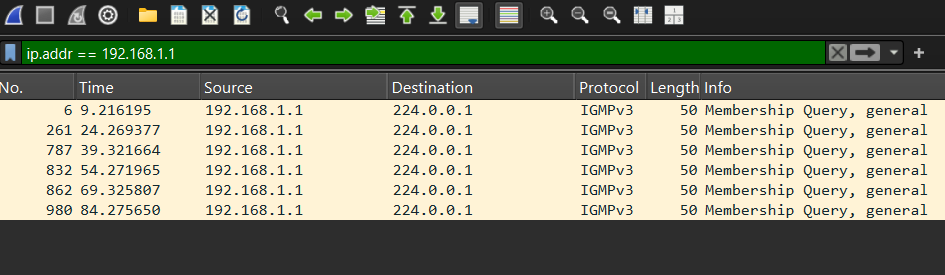 ip.addr == 192.168.1.1
No. Time Source Destination Protocol Length Info
6 9.216195 192.168.1.1 224.0.0.1 IGMPv3 50 Membership Query, general
261 24.269377 192.168.1.1 224.0.0.1 IGMPv3 50 Membership Query, general
787 39.321664 192.168.1.1 224.0.0.1 IGMPv3 50 Membership Query, general
832 54.271965 192.168.1.1 224.0.0.1 IGMPv3 50 Membership Query, general
862 69.325807 192.168.1.1 224.0.0.1 IGMPv3 50 Membership Query, general
980 84.275650 192.168.1.1 224.0.0.1 IGMPv3 50 Membership Query, general